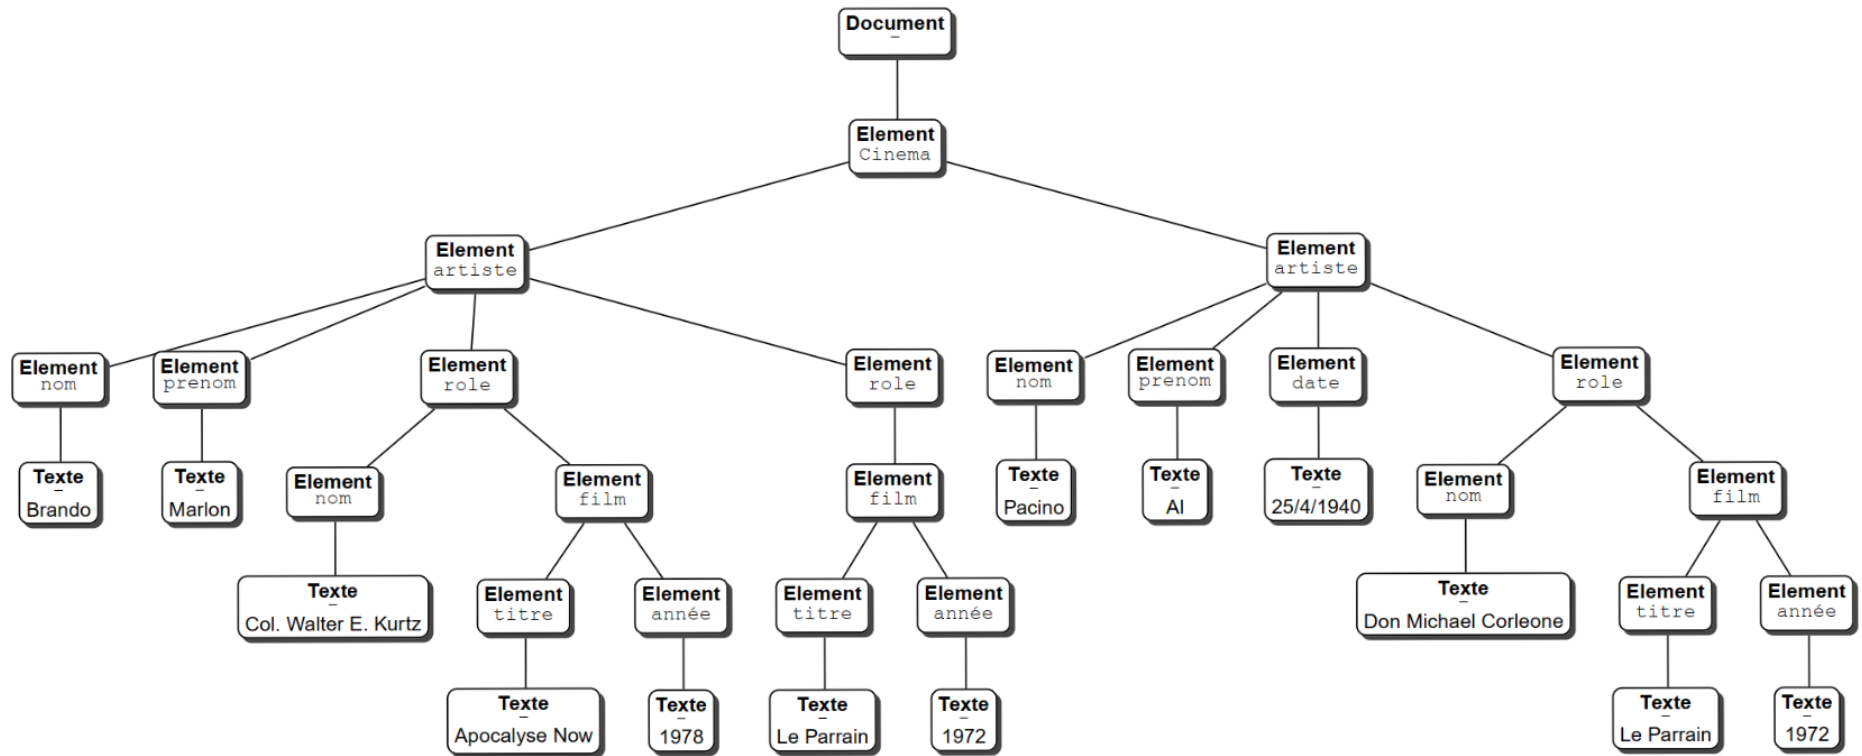 Document
–
Element
Cinema
Element
artiste
Element
artiste
Element
nom
Element
prenom
Element
role
Element
role
Element
nom
Element
prenom
Element
date
Element
role
Texte
–
Brando
Texte
–
Marlon
Element
nom
Element
film
Element
film
Texte
–
Pacino
Texte
–
Al
Texte
–
25/4/1940
Element
nom
Element
film
Texte
–
Col. Walter E. Kurtz
Element
titre
Element
année
Element
titre
Element
année
Texte
–
Don Michael Corleone
Element
titre
Element
année
Texte
–
Apocalyse Now
Texte
–
1978
Texte
–
Le Parrain
Texte
–
1972
Texte
–
Le Parrain
Texte
–
1972